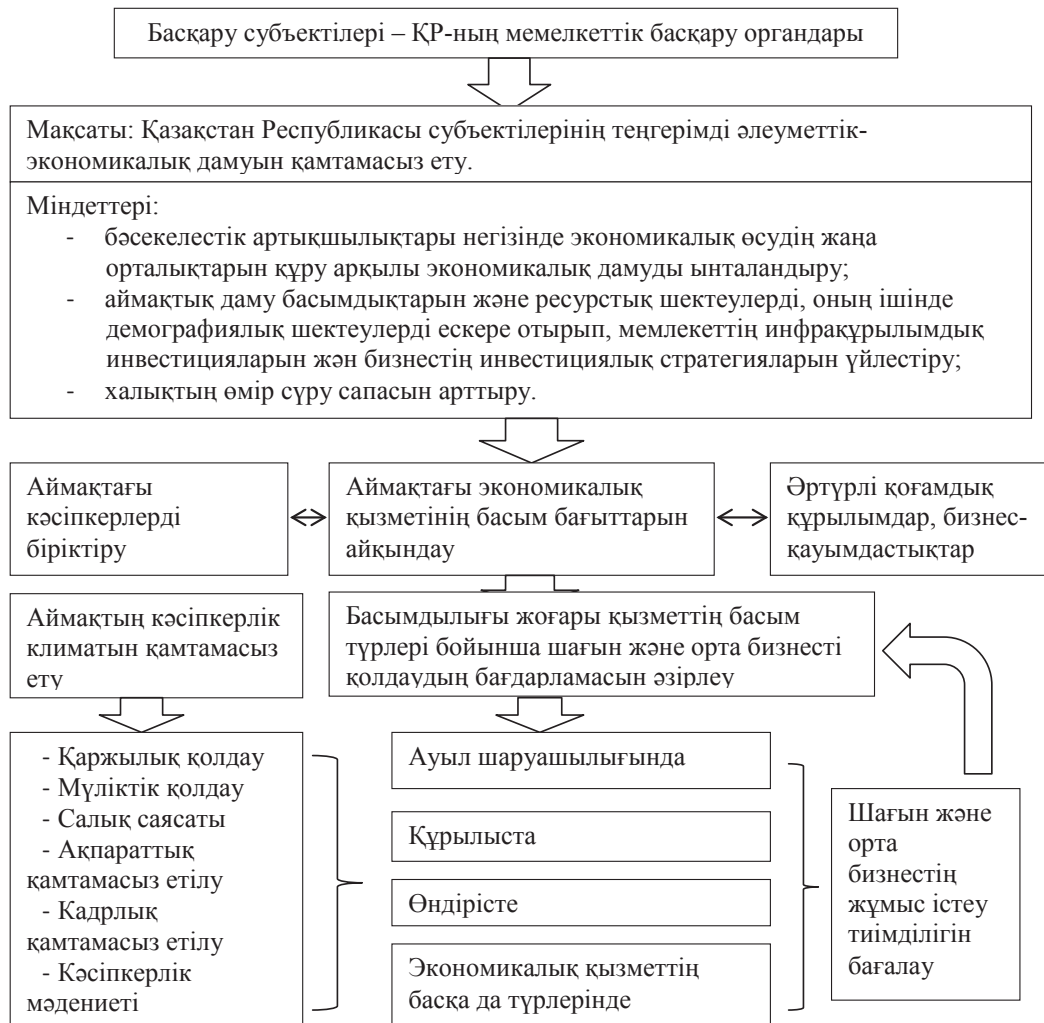 Басқару субъектілері – ҚР-ның мемелкеттік басқару органдары
Мақсаты: Қазақстан Республикасы субъектілерінің теңгерімді әлеуметтік-
экономикалық дамуын қамтамасыз ету.
Міндеттері:
- бәсекелестік артықшылықтары негізінде экономикалық өсудің жаңа
орталықтарын құру арқылы экономикалық дамуды ынталандыру;
- аймақтық даму басымдықтарын және ресурстық шектеулерді, оның ішінде
демографиялық шектеулерді ескере отырып, мемлекеттің инфрақұрылымдық
инвестицияларын жән бизнестің инвестициялық стратегияларын үйлестіру;
- халықтың өмір сүру сапасын арттыру.
Аймақтағы
кәсіпкерлерді
біріктіру
Аймақтағы экономикалық
қызметінің басым бағыттарын
айқындау
Әртүрлі қоғамдық
құрылымдар, бизнес-
қауымдастықтар
Аймақтың кәсіпкерлік
климатын қамтамасыз
ету
Басымдылығы жоғары қызметтің басым
түрлері бойынша шағын және орта бизнесті
қолдаудың бағдарламасын әзірлеу
- Қаржылық қолдау
- Мүліктік қолдау
- Салық саясаты
- Ақпараттық
қамтамасыз етілу
- Кадрлық
қамтамасыз етілу
- Кәсіпкерлік
мәдениеті
Ауыл шаруашылығында
Құрылыста
Өндірісте
Экономикалық қызметтің
басқа да түрлерінде
Шағын және
орта
бизнестің
жұмыс істеу
тиімділігін
бағалау